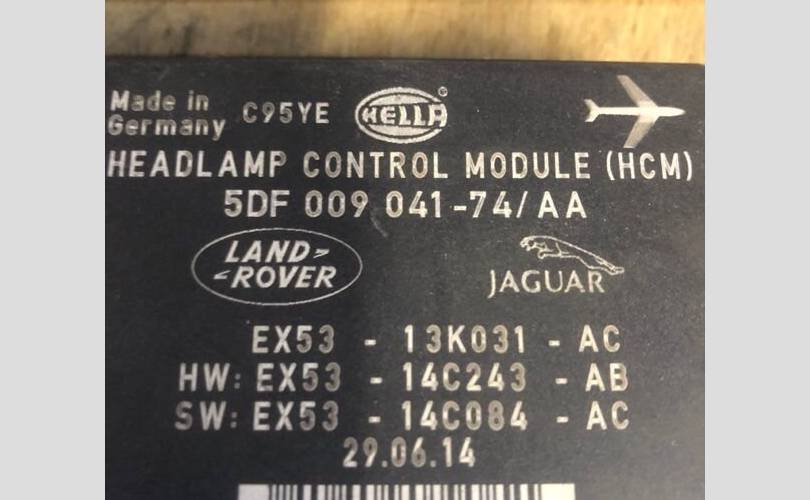 Made in
Germany
C95YE
HELLA ®
HEADLAMP CONTROL MODULE (HCM)
5DF 009 041-74/AA
LAND
ROVER
JAGUAR
EX53 - 13K031 - AC
HW: EX53 - 14C243 - AB
SW: EX53 - 14C084 - AC
29.06.14